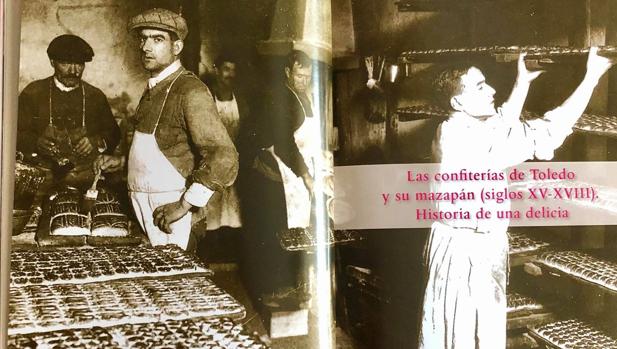 Las confiterías de Toledo
y su mazapán (siglos XV-XVIII).
Historia de una delicia